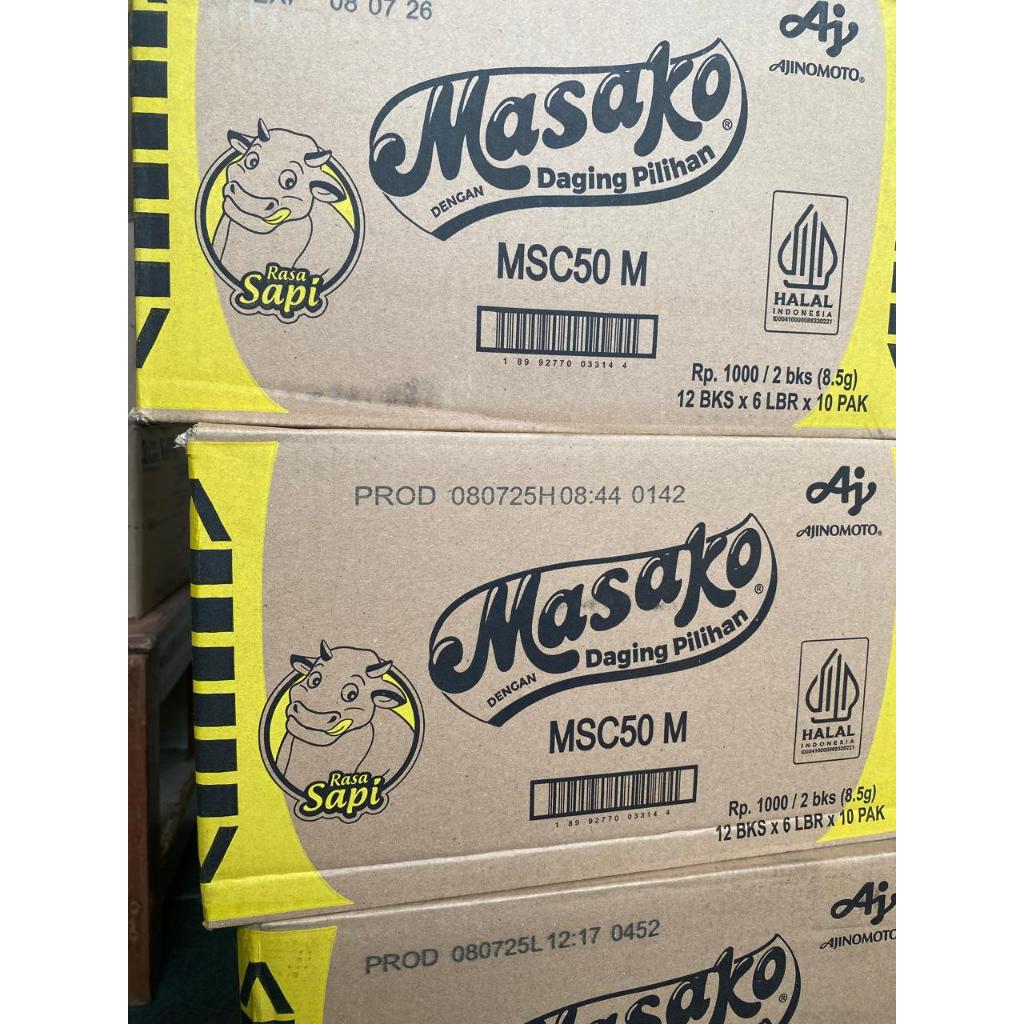 08 07 26
Aj
AJINOMOTO®
Masako®
DENGAN Daging Pilihan
MSC50 M
Rasa
Sapi
HALAL
INDONESIA
ID00410000088320221
1 89 92770 03314 4
Rp. 1000 / 2 bks (8.5g)
12 BKS x 6 LBR x 10 PAK
PROD 080725H 08:44 0142
Aj
AJINOMOTO®
Masako®
DENGAN Daging Pilihan
MSC50 M
Rasa
Sapi
HALAL
INDONESIA
ID00410000088320221
1 89 92770 03314 4
Rp. 1000 / 2 bks (8.5g)
12 BKS x 6 LBR x 10 PAK
PROD 080725L 12:17 0452
Aj
AJINOMOTO
Masako®